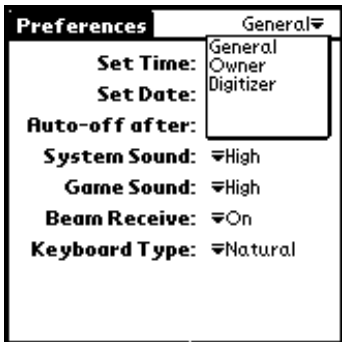 Preferences General
General
Set Time: Owner
Digitizer
Set Date:
Auto-off after:
System Sound: High
Game Sound: High
Beam Receive: On
Keyboard Type: Natural